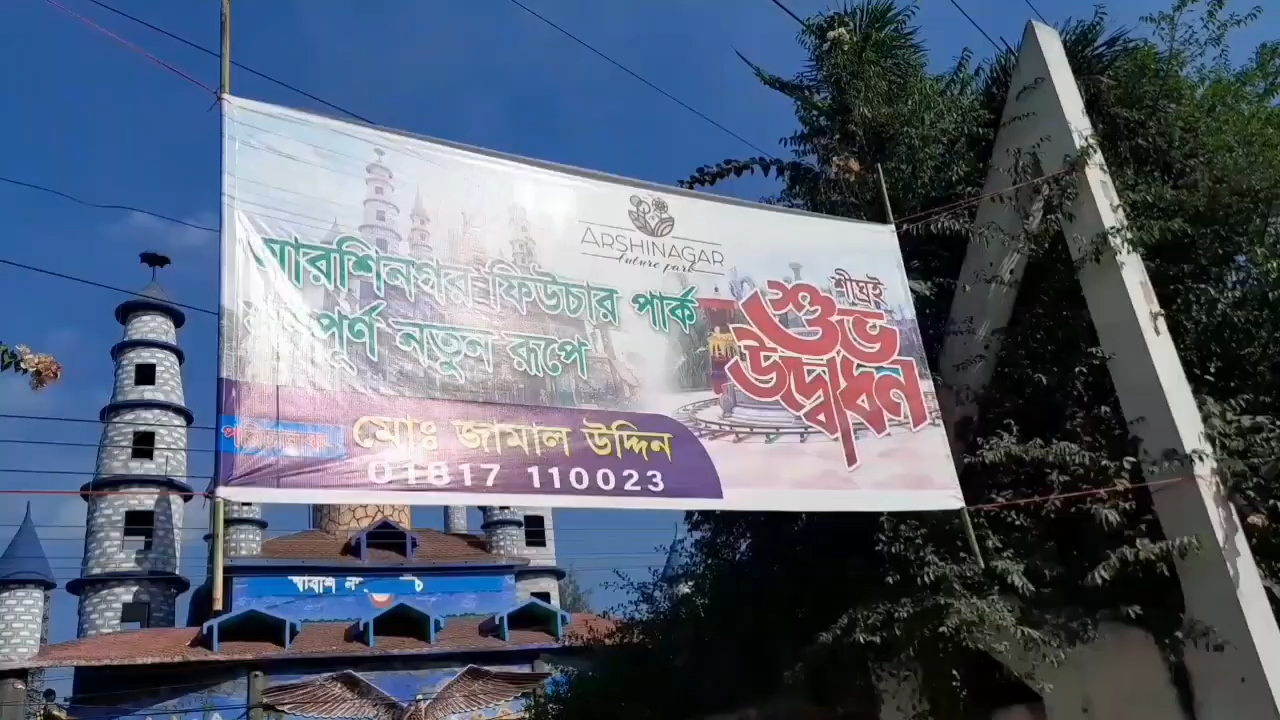 ARSHINAGAR
future park
আরশিনগর ফিউচার পার্ক
নতুন রূপে
শীঘ্রই
শুভ
উদ্বোধন
মোঃ জামাল উদ্দিন
01817 110023